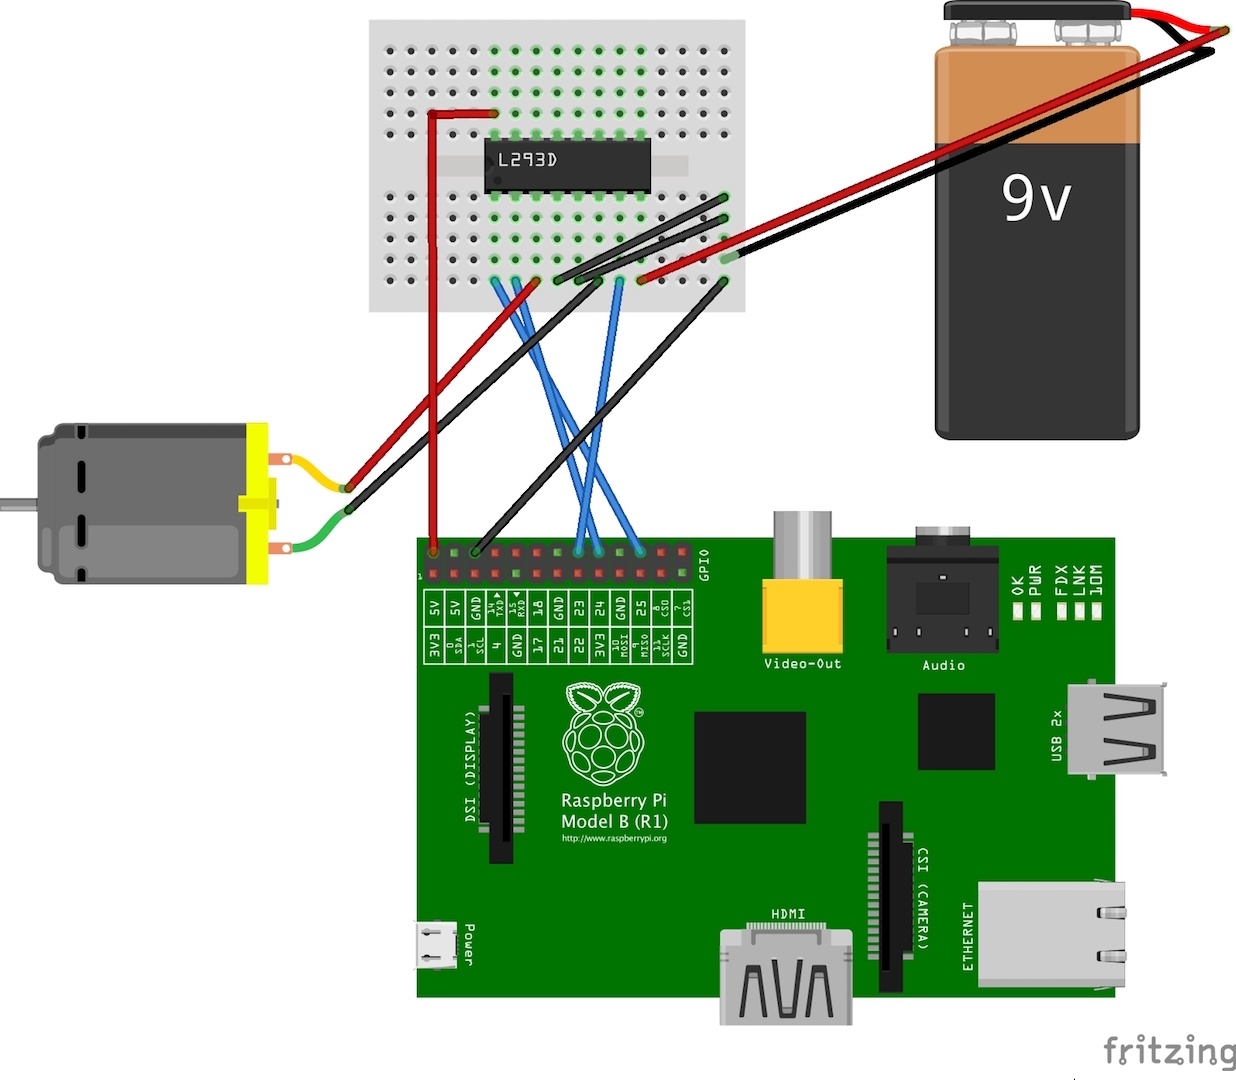 L293D
9v
GPIO
1
5V 5V GND 14 TXD 15 RXD 18 GND 23 24 GND 25 8 CS0 7 CS1
3V3 0 SDA 1 SCL 4 GND 17 21 22 3V3 10 MOSI 9 MISO 11 SCLK GND
Video-Out
Audio
OK
PWR
FDX
LNK
10M
USB 2x
DSI (DISPLAY)
TM
Raspberry Pi
Model B (R1)
http://www.raspberrypi.org
CSI (CAMERA)
Power
HDMI
ETHERNET
fritzing